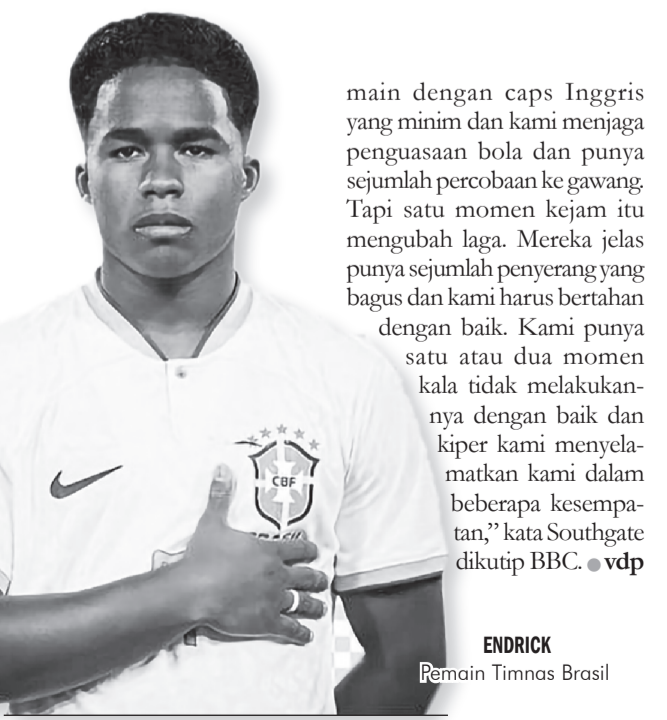 main dengan caps Inggris
yang minim dan kami menjaga
penguasaan bola dan punya
sejumlah percobaan ke gawang.
Tapi satu momen kejam itu
mengubah laga. Mereka jelas
punya sejumlah penyerang yang
bagus dan kami harus bertahan
dengan baik. Kami punya
satu atau dua momen
kala tidak melakukan-
nya dengan baik dan
kiper kami menyela-
matkan kami dalam
beberapa kesempa-
tan,” kata Southgate
dikutip BBC. ● vdp
CBF
BRASIL
ENDRICK
Pemain Timnas Brasil